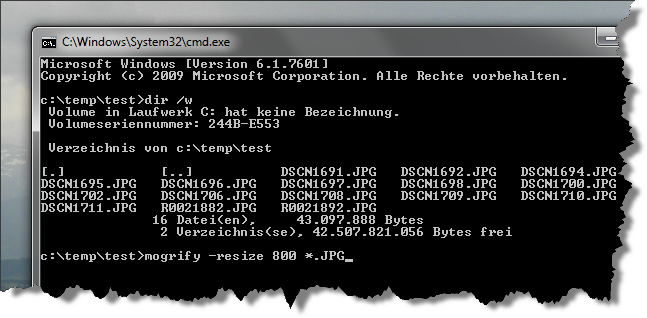 C:\Windows\System32\cmd.exe
Microsoft Windows [Version 6.1.7601]
Copyright (c) 2009 Microsoft Corporation. Alle Rechte vorbehalten.
c:\temp\test>dir /w
Volume in Laufwerk C: hat keine Bezeichnung.
Volumeseriennummer: 244B-E553
Verzeichnis von c:\temp\test
[.] [..] DSCN1691.JPG DSCN1692.JPG DSCN1694.JPG
DSCN1695.JPG DSCN1696.JPG DSCN1697.JPG DSCN1698.JPG DSCN1700.JPG
DSCN1702.JPG DSCN1706.JPG DSCN1708.JPG DSCN1709.JPG DSCN1710.JPG
DSCN1711.JPG R0021882.JPG R0021892.JPG
16 Datei(en), 43.097.888 Bytes
2 Verzeichnis(se), 42.507.821.056 Bytes frei
c:\temp\test>mogrify -resize 800 *.JPG_